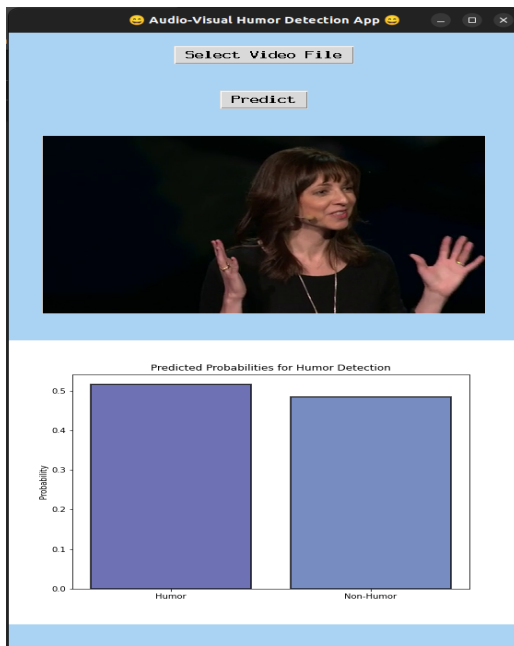 😄 Audio-Visual Humor Detection App 😄
Select Video File
Predict
Predicted Probabilities for Humor Detection
Probability
0.5
0.4
0.3
0.2
0.1
0.0
Humor Non-Humor